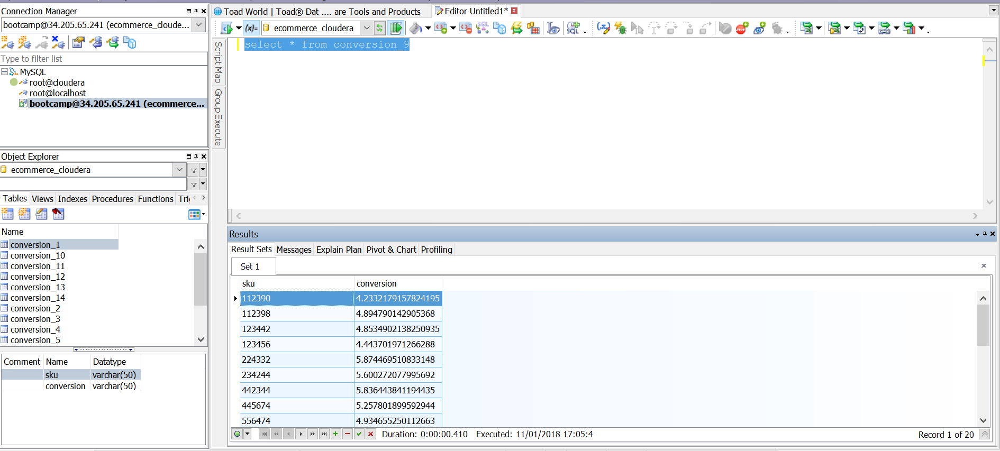 Connection Manager
bootcamp@34.205.65.241 (ecommerce_cloude...
Type to filter list
MySQL
root@cloudera
root@localhost
bootcamp@34.205.65.241 (ecommerce...
Object Explorer
ecommerce_cloudera
Tables Views Indexes Procedures Functions Tri
Name
conversion_1
conversion_10
conversion_11
conversion_12
conversion_13
conversion_14
conversion_2
conversion_3
conversion_4
conversion_5
Comment Name Datatype
sku varchar(50)
conversion varchar(50)
Toad World | Toad® Dat .... are Tools and Products
Editor Untitled1*
(x)= ecommerce_cloudera
Script Map
Group Execute
select * from conversion_9
Results
Result Sets Messages Explain Plan Pivot & Chart Profiling
Set 1
sku conversion
112390 4.2332179157824195
112398 4.894790142905368
123442 4.8534902138250935
123456 4.443701971266288
224332 5.874469510833148
234244 5.600272077995692
442344 5.836443841194435
445674 5.257801899592944
556474 4.934655250112663
Duration: 0:00:00.410 Executed: 11/01/2018 17:05:4
Record 1 of 20